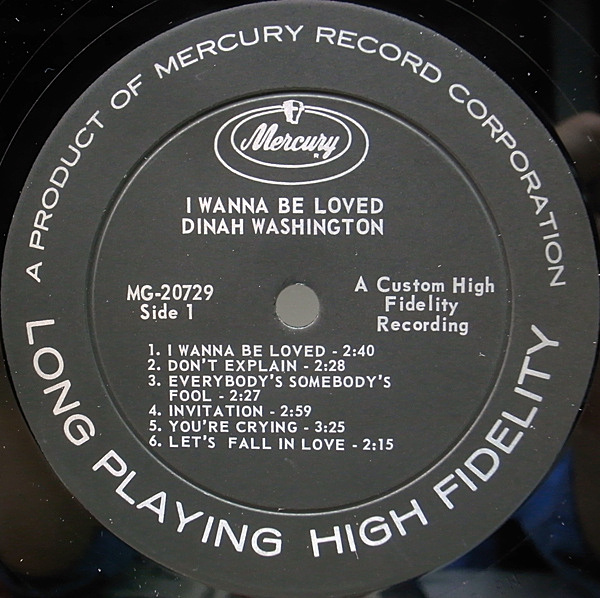 A PRODUCT OF MERCURY RECORD CORPORATION
Mercury
R
I WANNA BE LOVED
DINAH WASHINGTON
MG-20729
Side 1
A Custom High
Fidelity
Recording
1. I WANNA BE LOVED - 2:40
2. DON'T EXPLAIN - 2:28
3. EVERYBODY'S SOMEBODY'S
FOOL - 2:27
4. INVITATION - 2:59
5. YOU'RE CRYING - 3:25
6. LET'S FALL IN LOVE - 2:15
LONG PLAYING HIGH FIDELITY